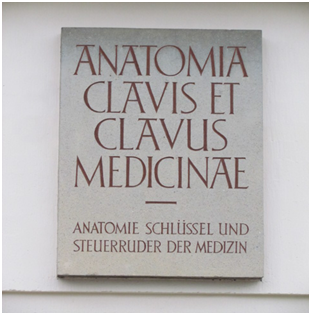 ANATOMIA
CLAVIS ET
CLAVUS
MEDICINAE
ANATOMIE SCHLÜSSEL UND
STEUERRUDER DER MEDIZIN